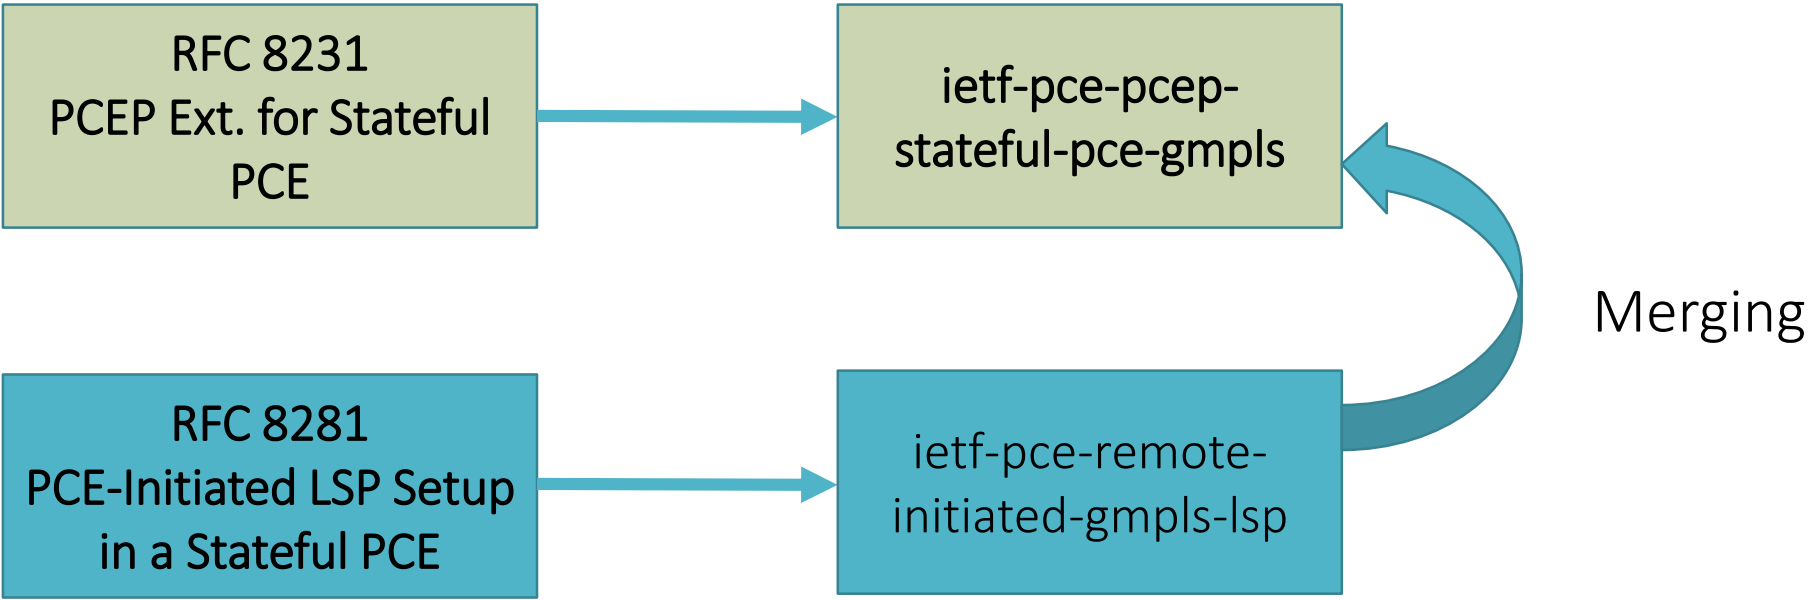 RFC 8231
PCEP Ext. for Stateful
PCE
ietf-pce-pcep-
stateful-pce-gmpls
Merging
RFC 8281
PCE-Initiated LSP Setup
in a Stateful PCE
ietf-pce-remote-
initiated-gmpls-lsp